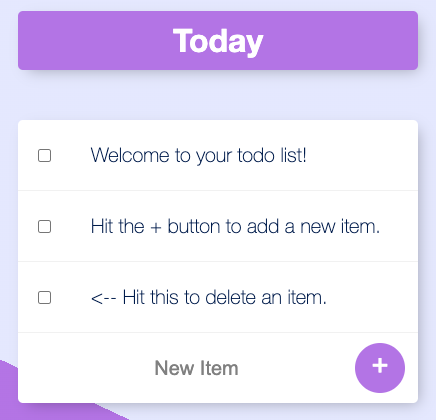 Today
Welcome to your todo list!
Hit the + button to add a new item.
<-- Hit this to delete an item.
New Item
+